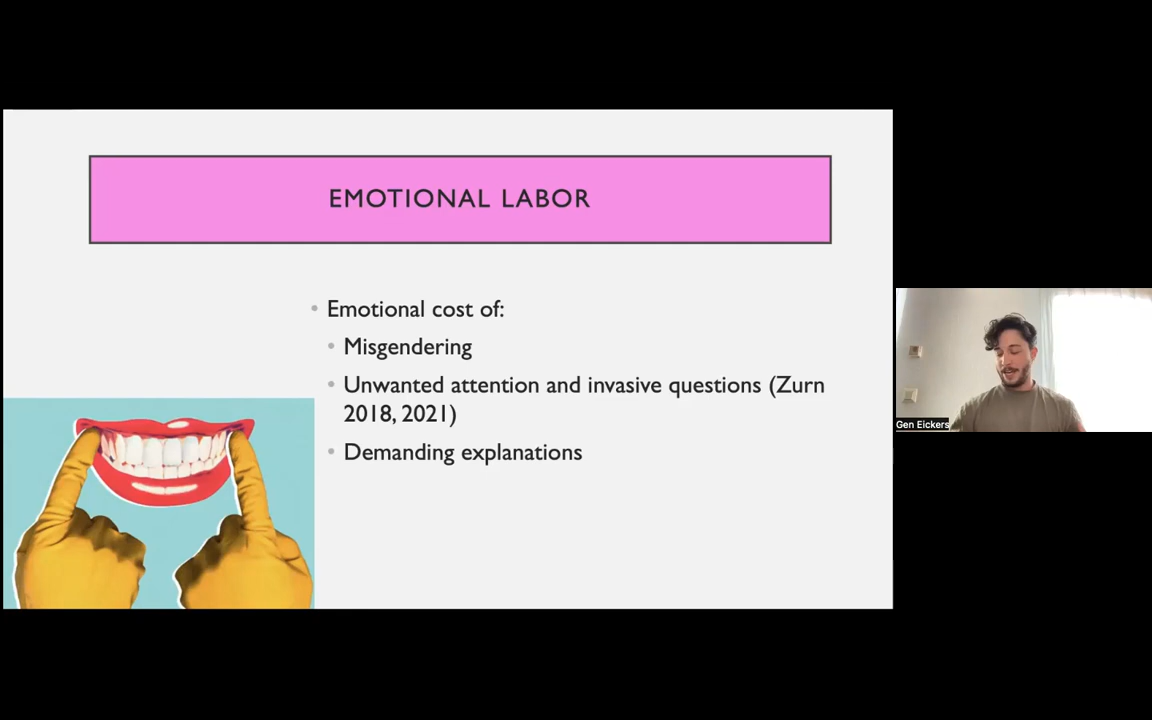 EMOTIONAL LABOR
• Emotional cost of:
• Misgendering
• Unwanted attention and invasive questions (Zurn
2018, 2021)
• Demanding explanations
Gen Eickers